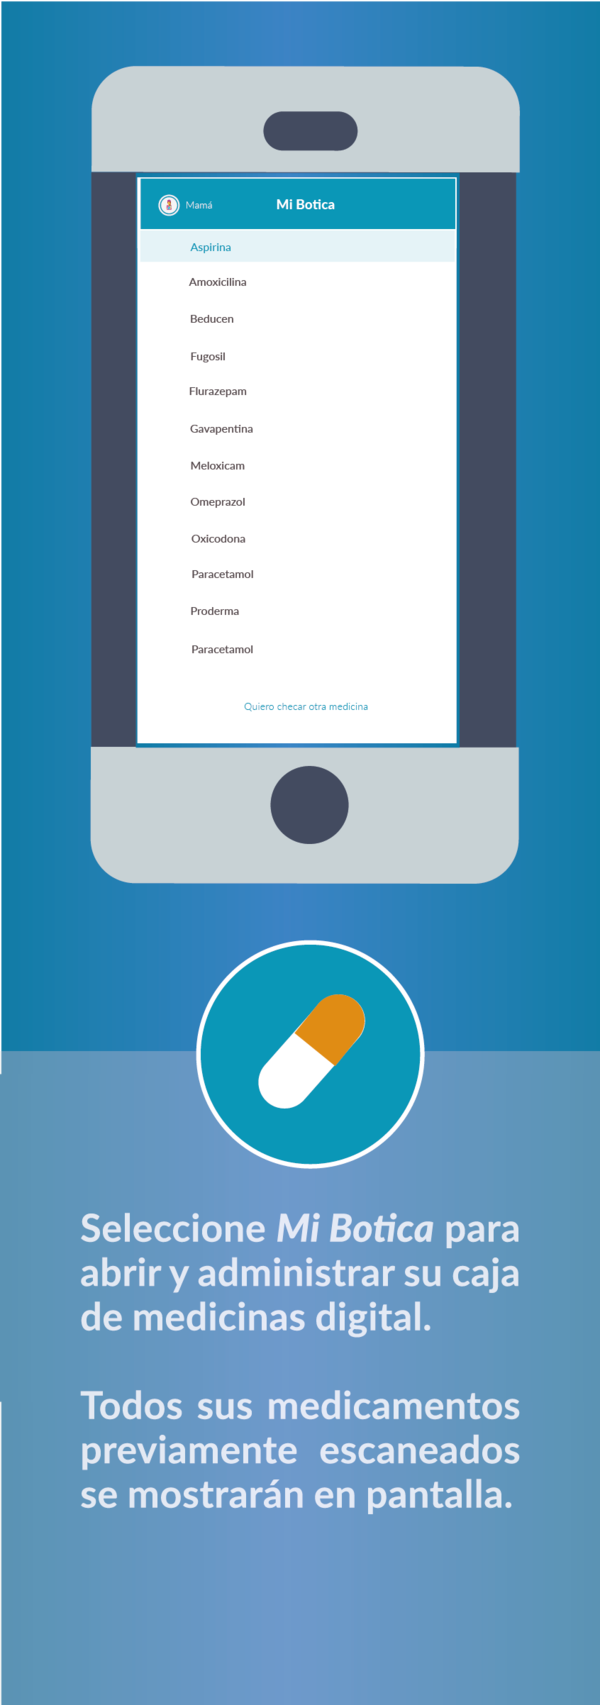 Mamá
Mi Botica
Aspirina
Amoxicilina
Beducen
Fugosil
Flurazepam
Gavapentina
Meloxicam
Omeprazol
Oxicodona
Paracetamol
Proderma
Paracetamol
Quiero checar otra medicina
Seleccione Mi Botica para
abrir y administrar su caja
de medicinas digital.
Todos sus medicamentos
previamente escaneados
se mostrarán en pantalla.